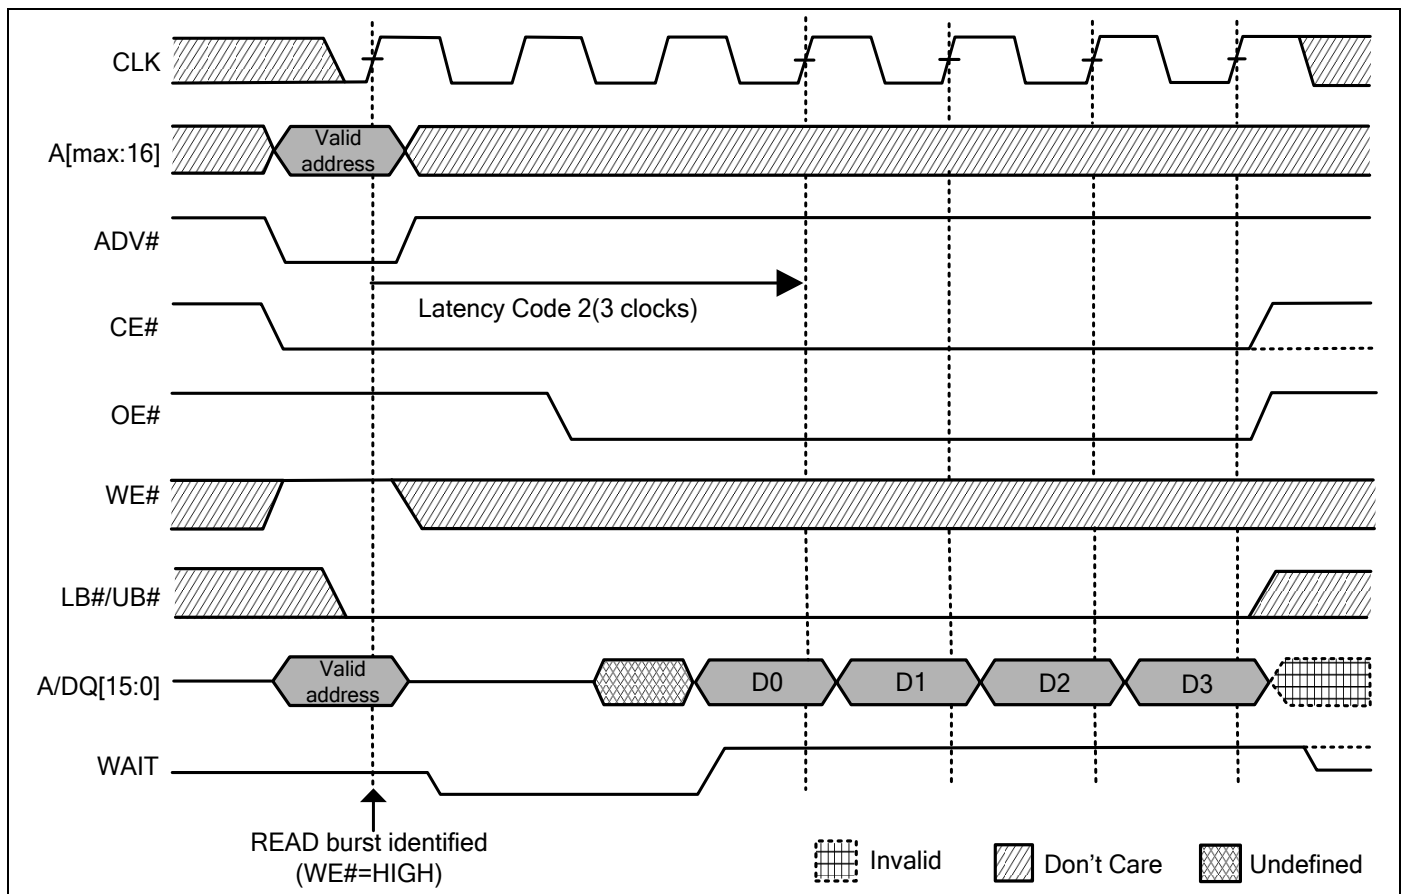 CLK
A[max:16]
Valid
address
ADV#
Latency Code 2(3 clocks)
CE#
OE#
WE#
LB#/UB#
A/DQ[15:0]
Valid
address
D0
D1
D2
D3
WAIT
READ burst identified
(WE#=HIGH)
Invalid
Don't Care
Undefined